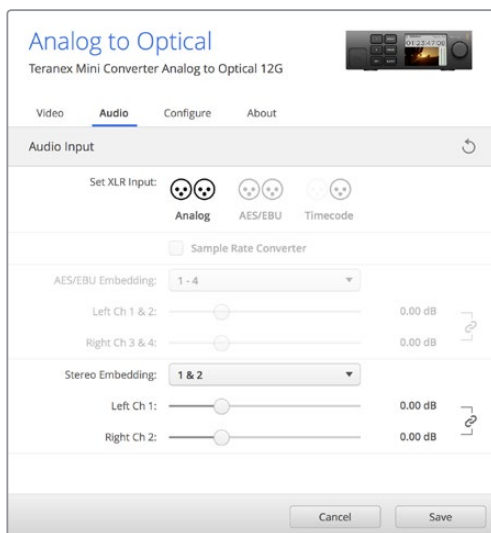 Analog to Optical
Teranex Mini Converter Analog to Optical 12G
01:23:47:08
Video Audio Configure About
Audio Input
Set XLR Input:
Analog AES/EBU Timecode
Sample Rate Converter
AES/EBU Embedding: 1 - 4
Left Ch 1 & 2: 0.00 dB
Right Ch 3 & 4: 0.00 dB
Stereo Embedding: 1 & 2
Left Ch 1: 0.00 dB
Right Ch 2: 0.00 dB
Cancel Save